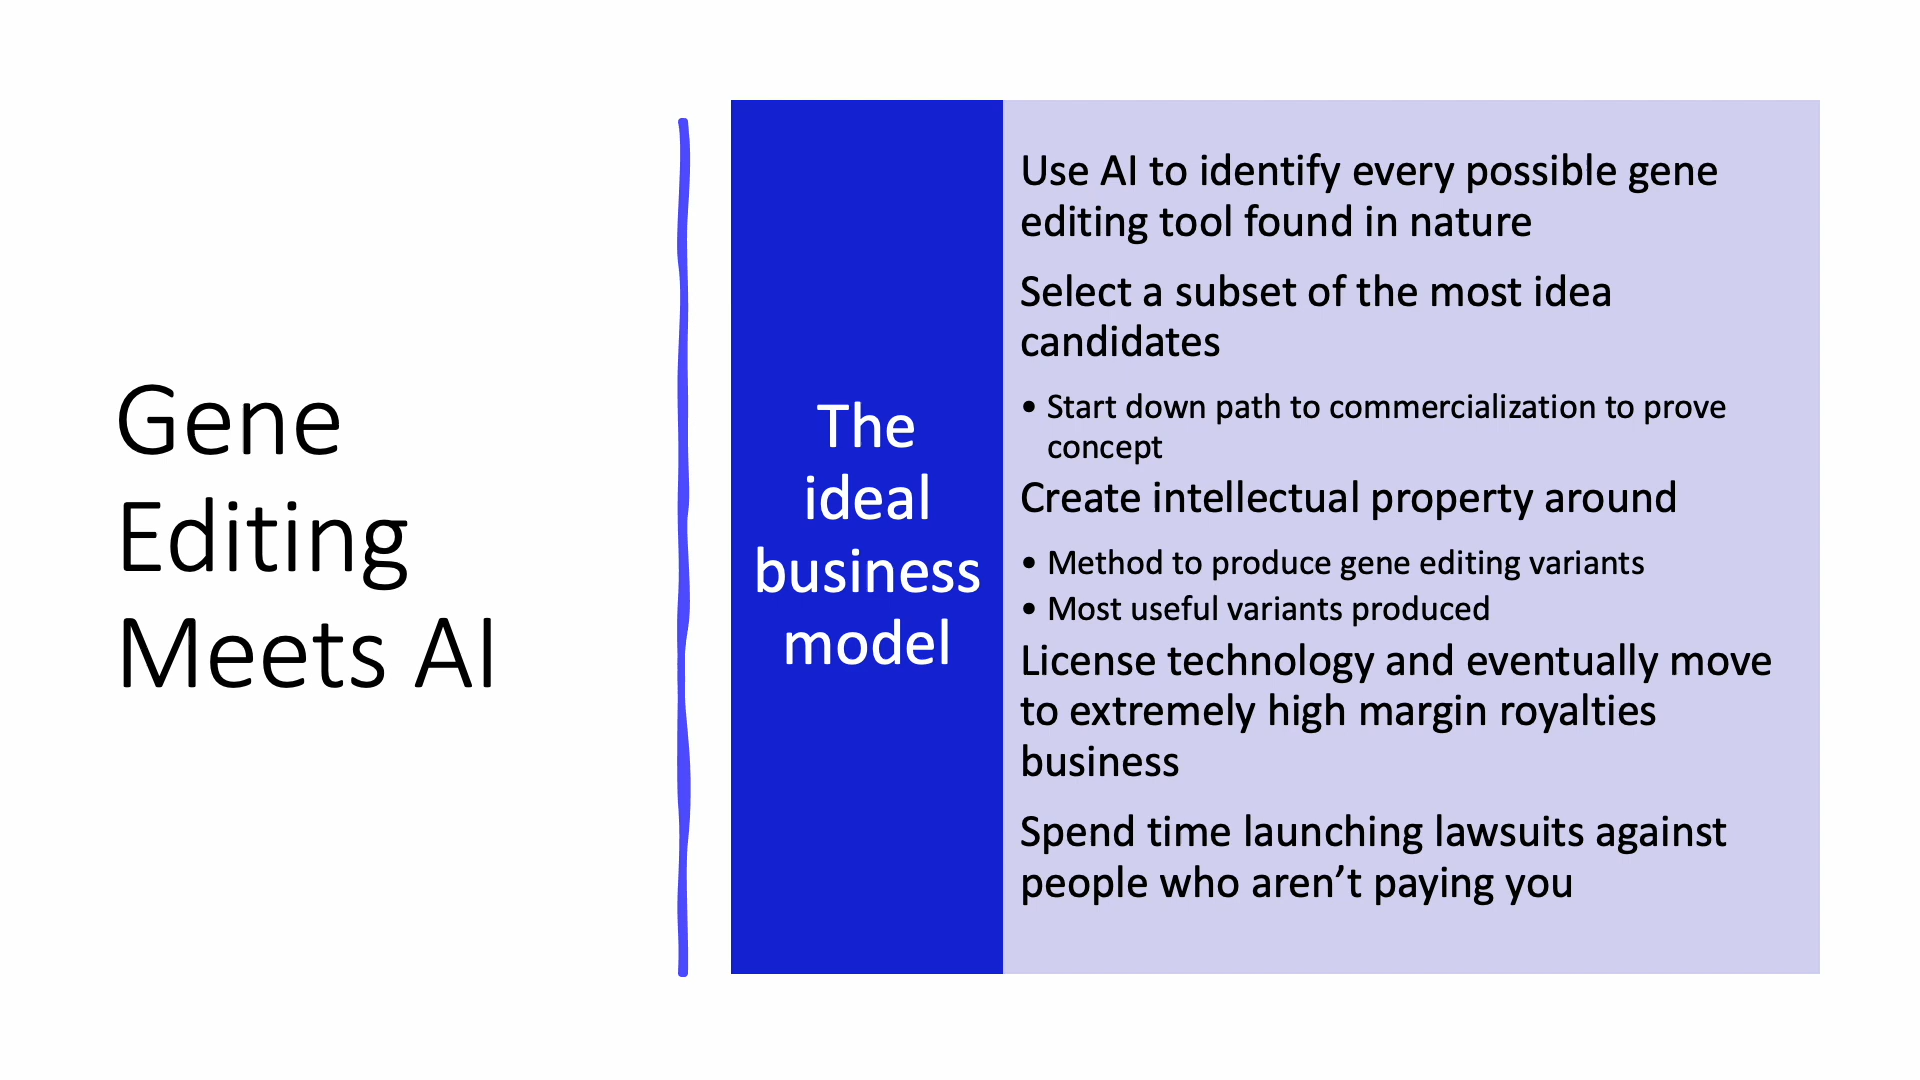 Gene
Editing
Meets AI
The
ideal
business
model
Use AI to identify every possible gene
editing tool found in nature
Select a subset of the most idea
candidates
• Start down path to commercialization to prove
concept
Create intellectual property around
• Method to produce gene editing variants
• Most useful variants produced
License technology and eventually move
to extremely high margin royalties
business
Spend time launching lawsuits against
people who aren’t paying you